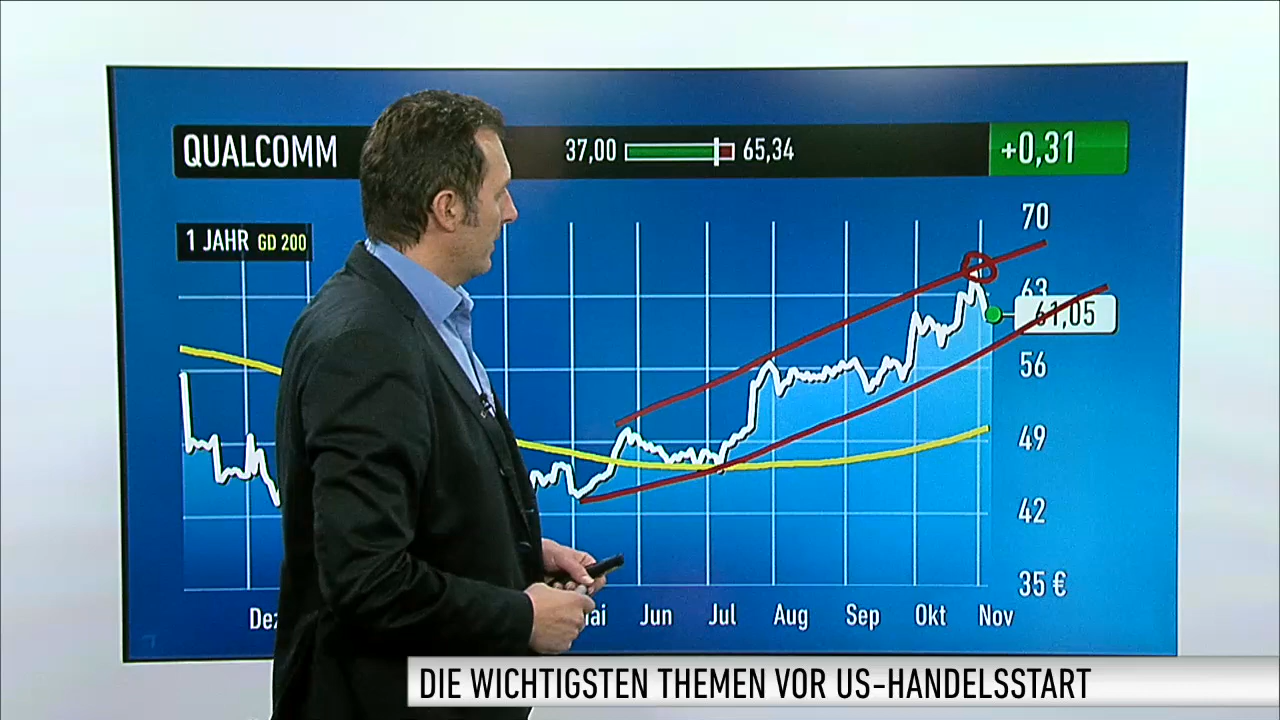 QUALCOMM 37,00 65,34 +0,31
1 JAHR GD 200
70
63
61,05
56
49
42
35 €
Jun Jul Aug Sep Okt Nov
DIE WICHTIGSTEN THEMEN VOR US-HANDELSSTART